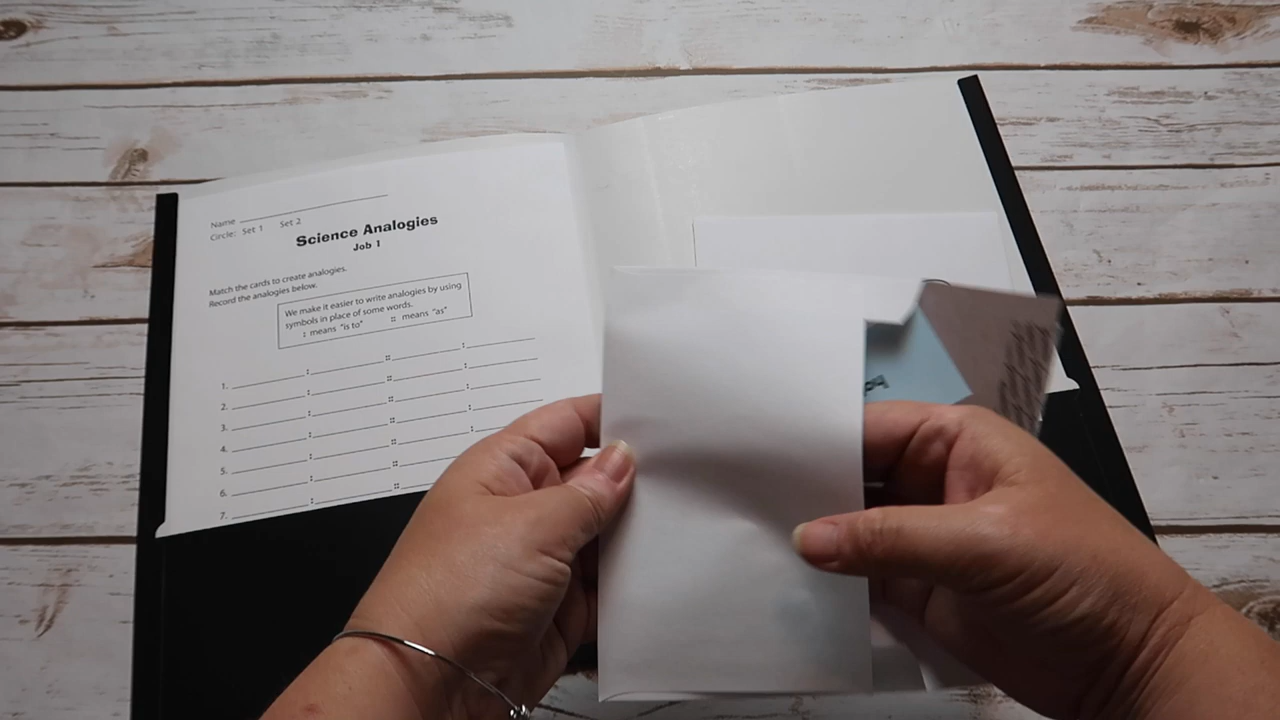 Name
Circle: Set 1 Set 2
Science Analogies
Job 1
Match the cards to create analogies.
Record the analogies below.
We make it easier to write analogies by using
symbols in place of some words.
: means "is to" :: means "as"
1. : :: :
2. : :: :
3. : :: :
4. : :: :
5. : ::
6. : ::
7. : ::